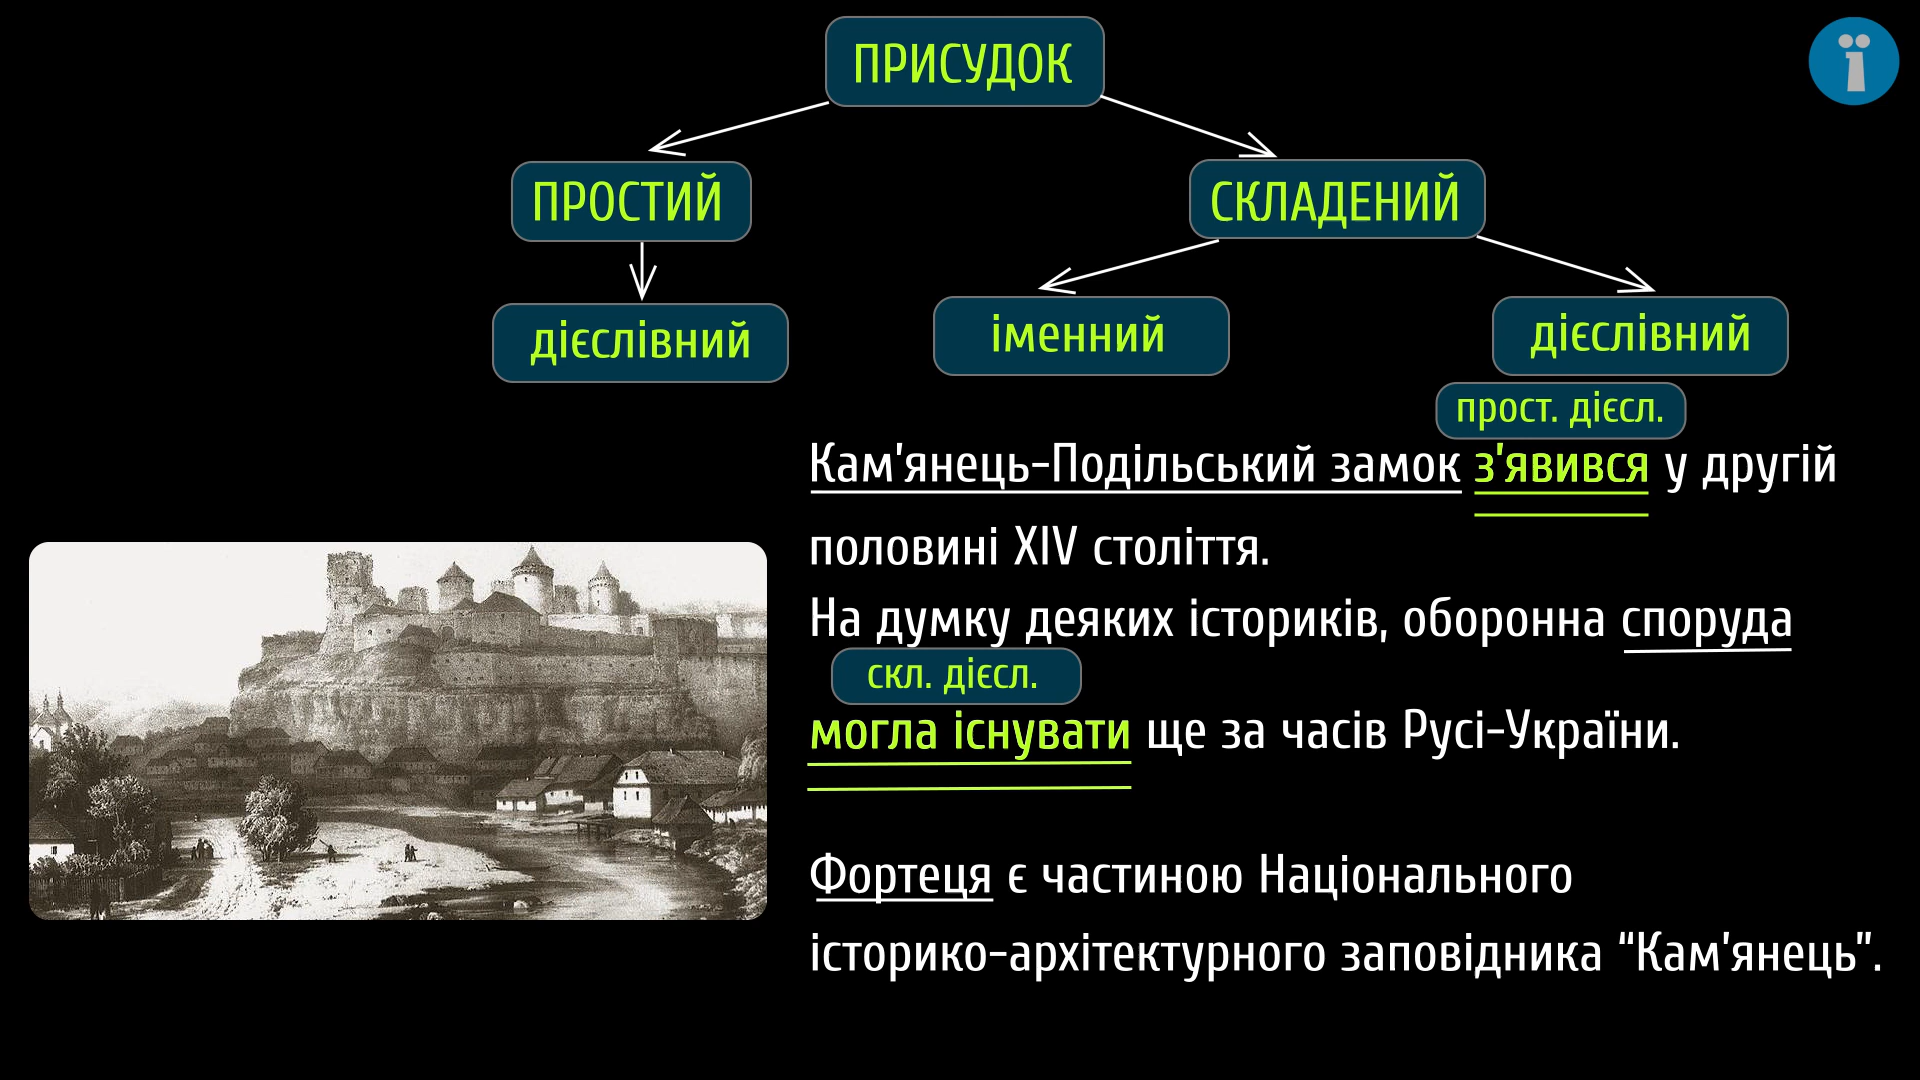 ПРИСУДОК
ї
ПРОСТИЙ
СКЛАДЕНИЙ
дієслівний
іменний
дієслівний
прост. дієсл.
Кам'янець-Подільський замок з'явився у другій
половині XIV століття.
На думку деяких істориків, оборонна споруда
скл. дієсл.
могла існувати ще за часів Русі-України.
Фортеця є частиною Національного
історико-архітектурного заповідника “Кам'янець”.